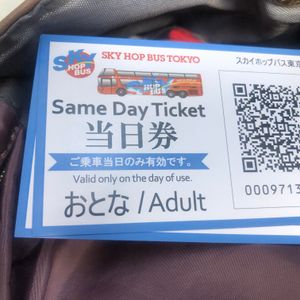 SKY HOP BUS
SKY HOP BUS TOKYO
スカイホップバス東京
Same Day Ticket
当日券
ご乗車当日のみ有効です。
Valid only on the day of use.
おとな/Adult
0009713